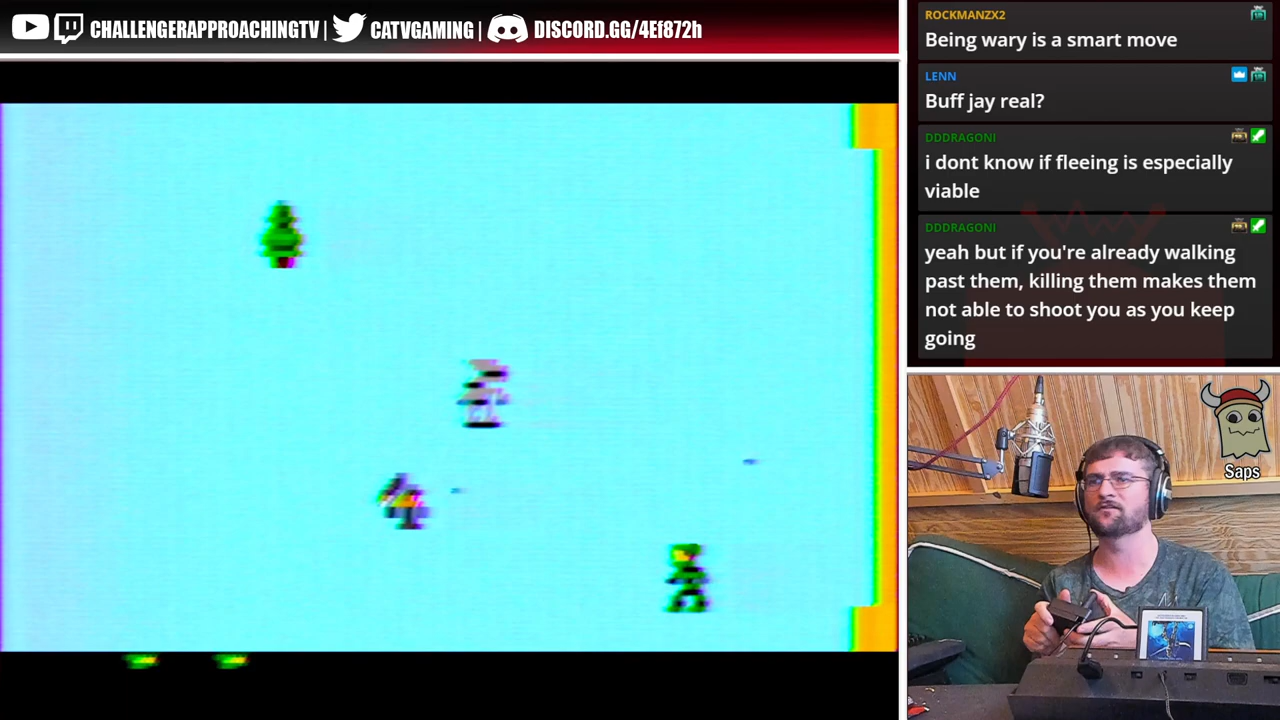 CHALLENGERAPPROACHINGTV | CATVGAMING | DISCORD.GG/4Ef872h
ROCKMANZX2
Being wary is a smart move
LENN
Buff jay real?
DDDRAGONI
i dont know if fleeing is especially
viable
DDDRAGONI
yeah but if you're already walking
past them, killing them makes them
not able to shoot you as you keep
going
Saps